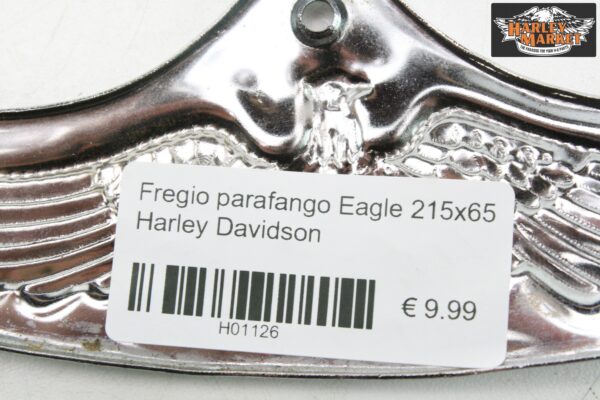 HARLEY
MARKET
Fregio parafango Eagle 215x65
Harley Davidson
€ 9.99
H01126